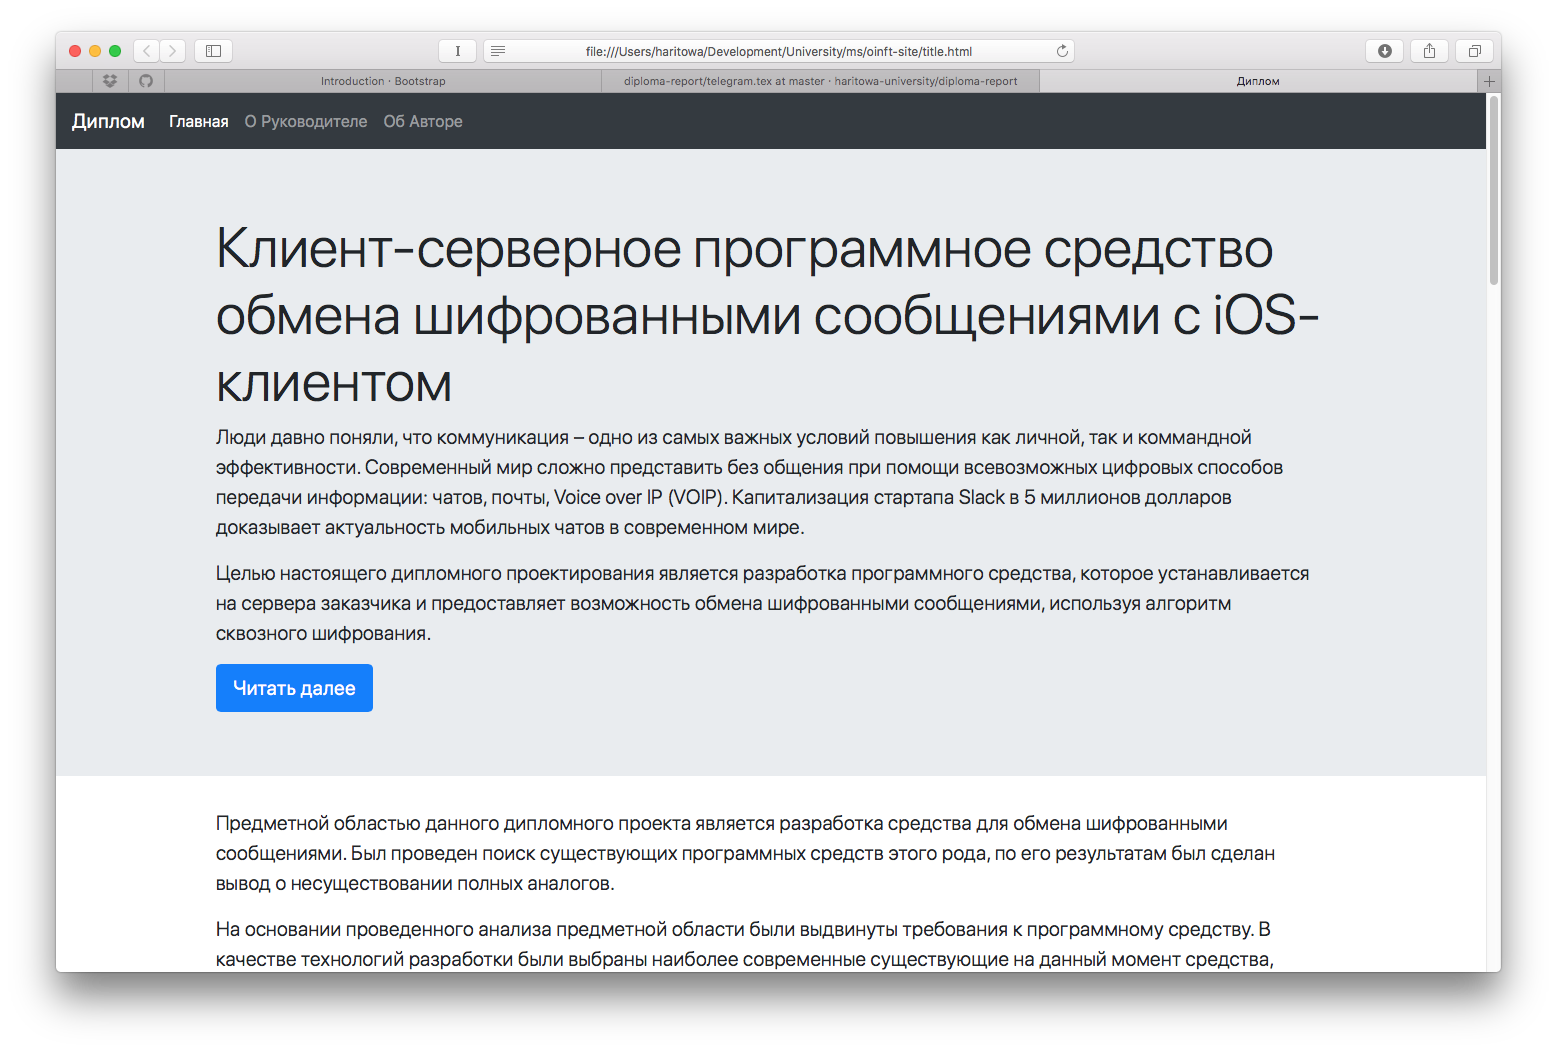 I
file:///Users/haritowa/Development/University/ms/oinft-site/title.html
Introduction · Bootstrap
diploma-report/telegram.tex at master · haritowa-university/diploma-report
Диплом
Диплом Главная О Руководителе Об Авторе
Клиент-серверное программное средство
обмена шифрованными сообщениями с iOS-
клиентом
Люди давно поняли, что коммуникация – одно из самых важных условий повышения как личной, так и коммандной
эффективности. Современный мир сложно представить без общения при помощи всевозможных цифровых способов
передачи информации: чатов, почты, Voice over IP (VOIP). Капитализация стартапа Slack в 5 миллионов долларов
доказывает актуальность мобильных чатов в современном мире.
Целью настоящего дипломного проектирования является разработка программного средства, которое устанавливается
на сервера заказчика и предоставляет возможность обмена шифрованными сообщениями, используя алгоритм
сквозного шифрования.
Читать далее
Предметной областью данного дипломного проекта является разработка средства для обмена шифрованными
сообщениями. Был проведен поиск существующих программных средств этого рода, по его результатам был сделан
вывод о несуществовании полных аналогов.
На основании проведенного анализа предметной области были выдвинуты требования к программному средству. В
качестве технологий разработки были выбраны наиболее современные существующие на данный момент средства,